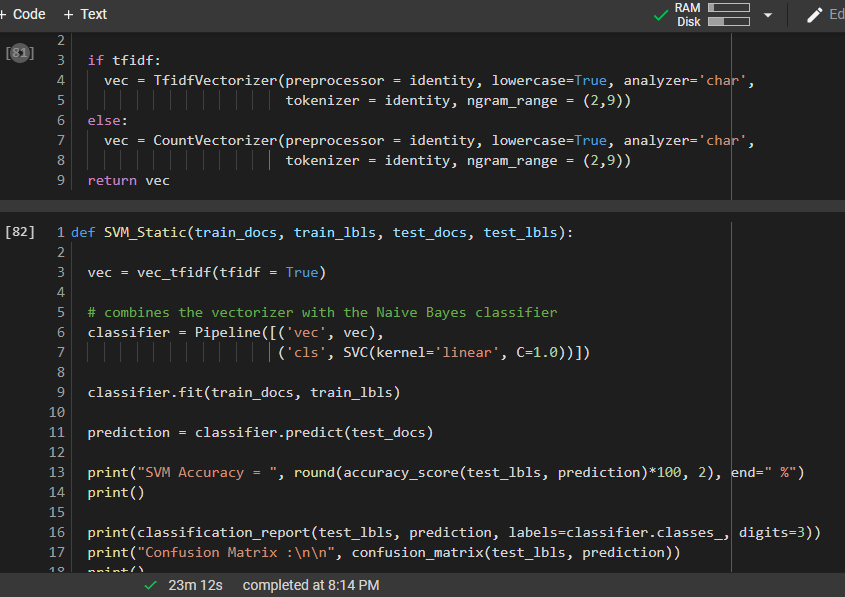 + Code + Text RAM Disk Ed
[81] 2
3 if tfidf:
4 vec = TfidfVectorizer(preprocessor = identity, lowercase=True, analyzer='char',
5 tokenizer = identity, ngram_range = (2,9))
6 else:
7 vec = CountVectorizer(preprocessor = identity, lowercase=True, analyzer='char',
8 tokenizer = identity, ngram_range = (2,9))
9 return vec
[82] 1 def SVM_Static(train_docs, train_lbls, test_docs, test_lbls):
2
3 vec = vec_tfidf(tfidf = True)
4
5 # combines the vectorizer with the Naive Bayes classifier
6 classifier = Pipeline([('vec', vec),
7 ('cls', SVC(kernel='linear', C=1.0))])
8
9 classifier.fit(train_docs, train_lbls)
10
11 prediction = classifier.predict(test_docs)
12
13 print("SVM Accuracy = ", round(accuracy_score(test_lbls, prediction)*100, 2), end=" %")
14 print()
15
16 print(classification_report(test_lbls, prediction, labels=classifier.classes_, digits=3))
17 print("Confusion Matrix :\n\n", confusion_matrix(test_lbls, prediction))
18 print()
23m 12s completed at 8:14 PM